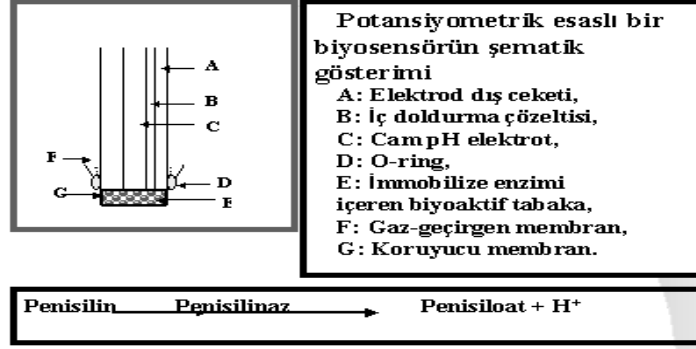 A
B
C
F
D
G
E
Potansiyometrik esaslı bir
biyosensörün şematik
gösterimi
A: Elektrod dış ceketi,
B: İç doldurma çözeltisi,
C: Cam pH elektrot,
D: O-ring,
E: İmmobilize enzimi
içeren biyoaktif tabaka,
F: Gaz-geçirgen membran,
G: Koruyucu membran.
Penisilin Penisilinaz Penisiloat + H⁺